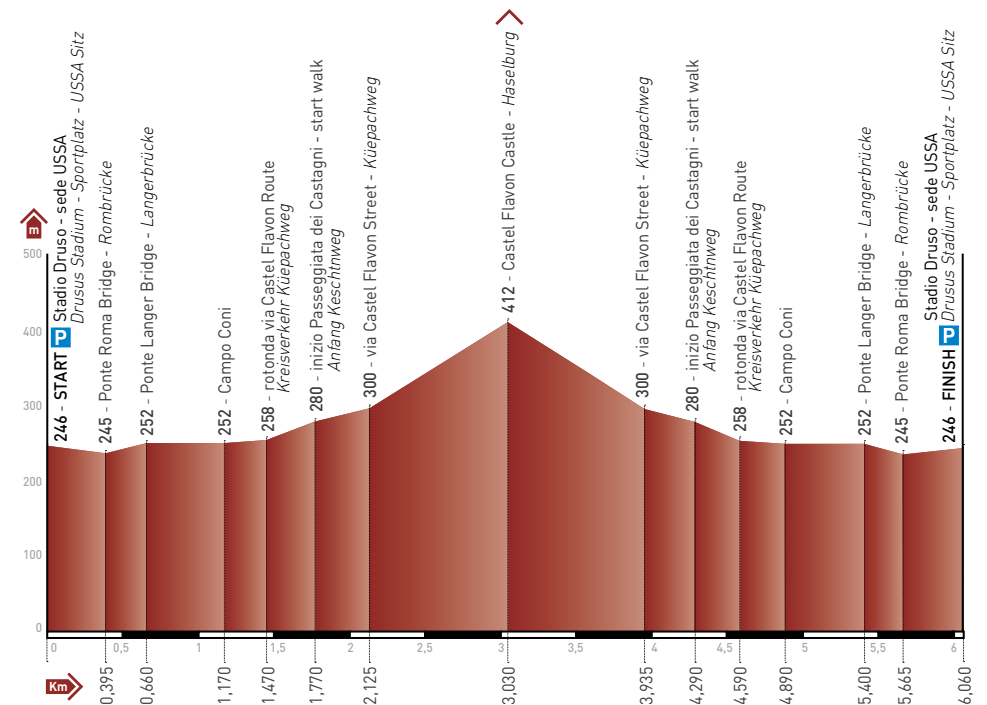 m
500
400
300
200
100
0
246 - START P Stadio Druso - sede USSA
Drusus Stadium - Sportplatz - USSA Sitz
245 - Ponte Roma Bridge - Rombrücke
252 - Ponte Langer Bridge - Langerbrücke
252 - Campo Coni
258 - rotonda via Castel Flavon Route
Kreisverkehr Küepachweg
280 - inizio Passeggiata dei Castagni - start walk
Anfang Keschtnweg
300 - via Castel Flavon Street - Küepachweg
412 - Castel Flavon Castle - Haselburg
300 - via Castel Flavon Street - Küepachweg
280 - inizio Passeggiata dei Castagni - start walk
Anfang Keschtnweg
258 - rotonda via Castel Flavon Route
Kreisverkehr Küepachweg
252 - Campo Coni
252 - Ponte Langer Bridge - Langerbrücke
245 - Ponte Roma Bridge - Rombrücke
Stadio Druso - sede USSA
246 - FINISH P Drusus Stadium - Sportplatz - USSA Sitz
0 0,5 1 1,5 2 2,5 3 3,5 4 4,5 5 5,5 6
Km
0,395
0,660
1,170
1,470
1,770
2,125
3,030
3,935
4,290
4,590
4,890
5,400
5,665
6,060